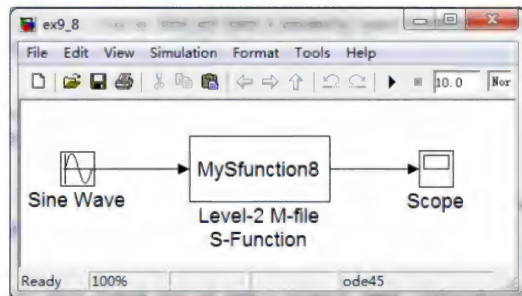 ex9_8
File Edit View Simulation Format Tools Help
10.0 Nor
MySfunction8
Sine Wave
Level-2 M-file
S-Function
Scope
Ready 100% ode45